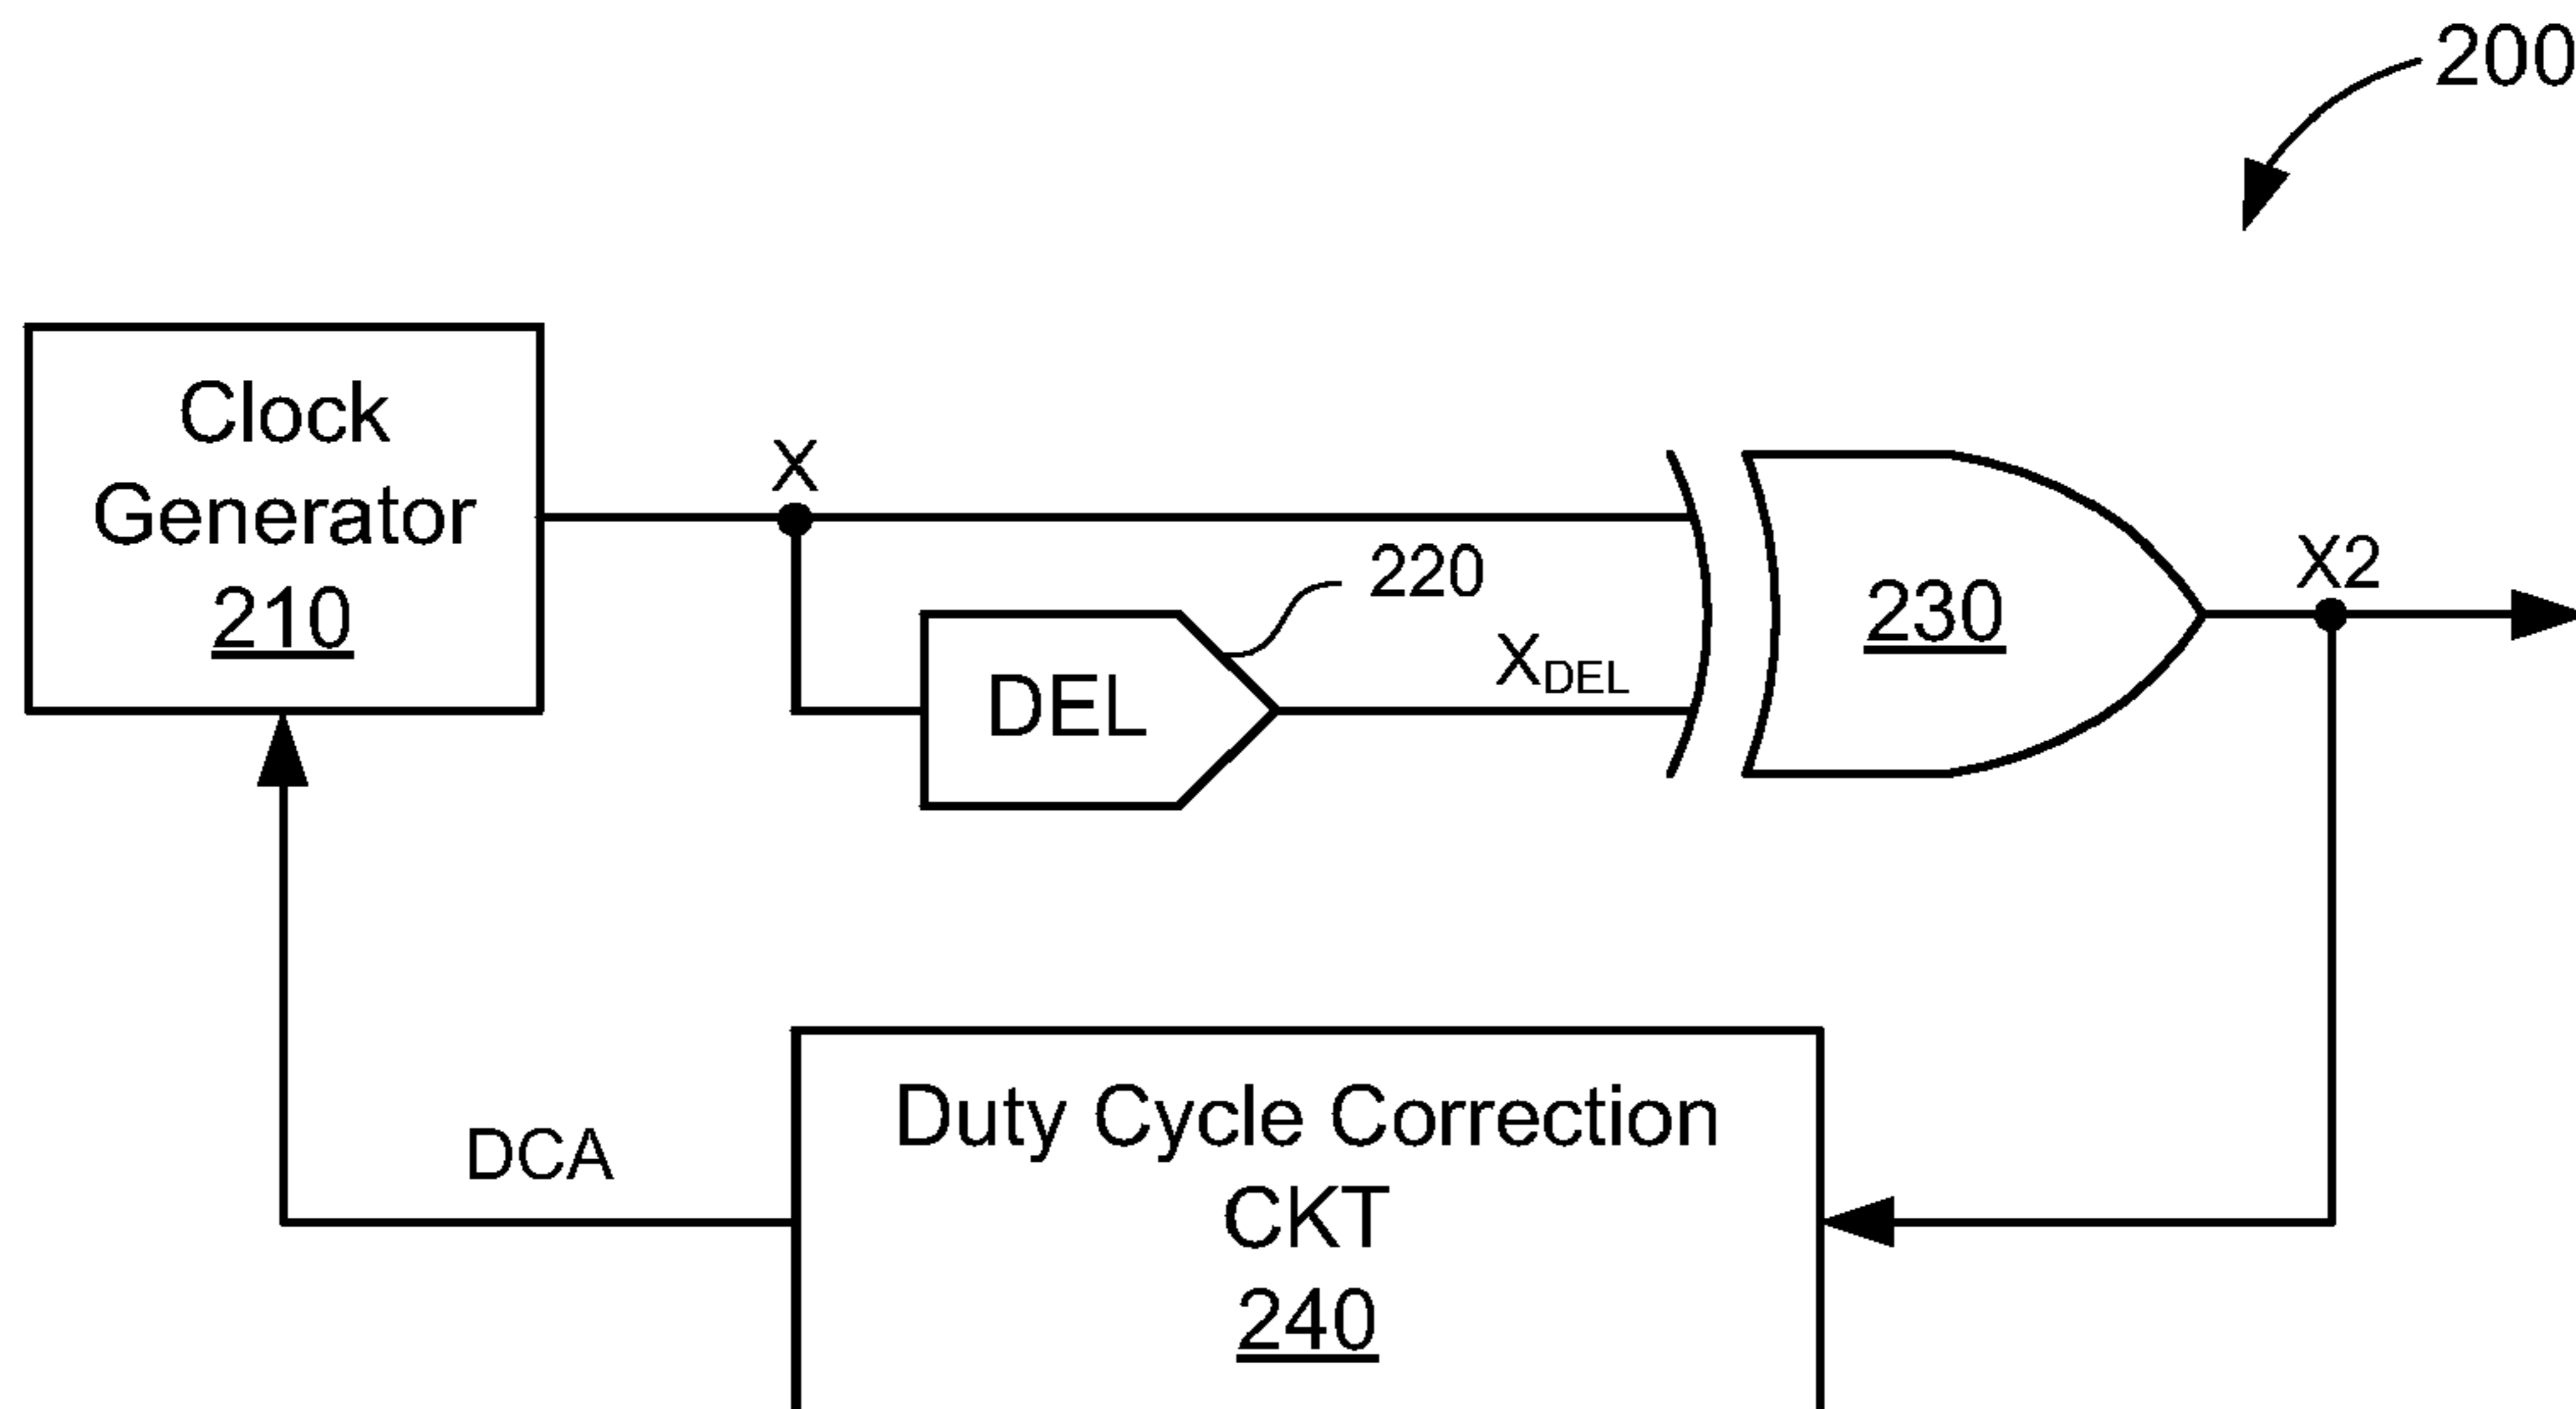 200
Clock
Generator
210
X
220
DEL
XDEL
230
X2
DCA
Duty Cycle Correction
CKT
240